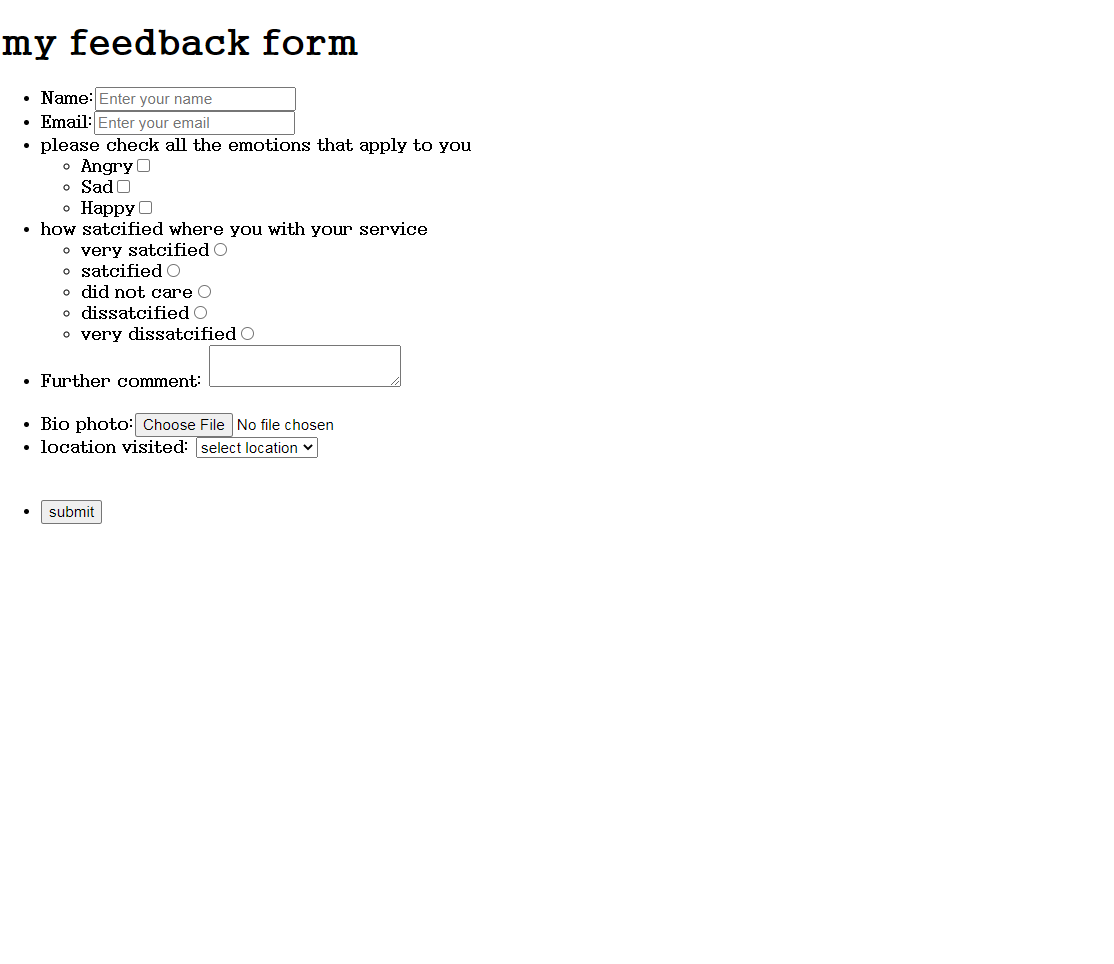 my feedback form
Name: Enter your name
Email: Enter your email
please check all the emotions that apply to you
Angry
Sad
Happy
how satcified where you with your service
very satcified
satcified
did not care
dissatcified
very dissatcified
Further comment:
Bio photo: Choose File No file chosen
location visited: select location
submit